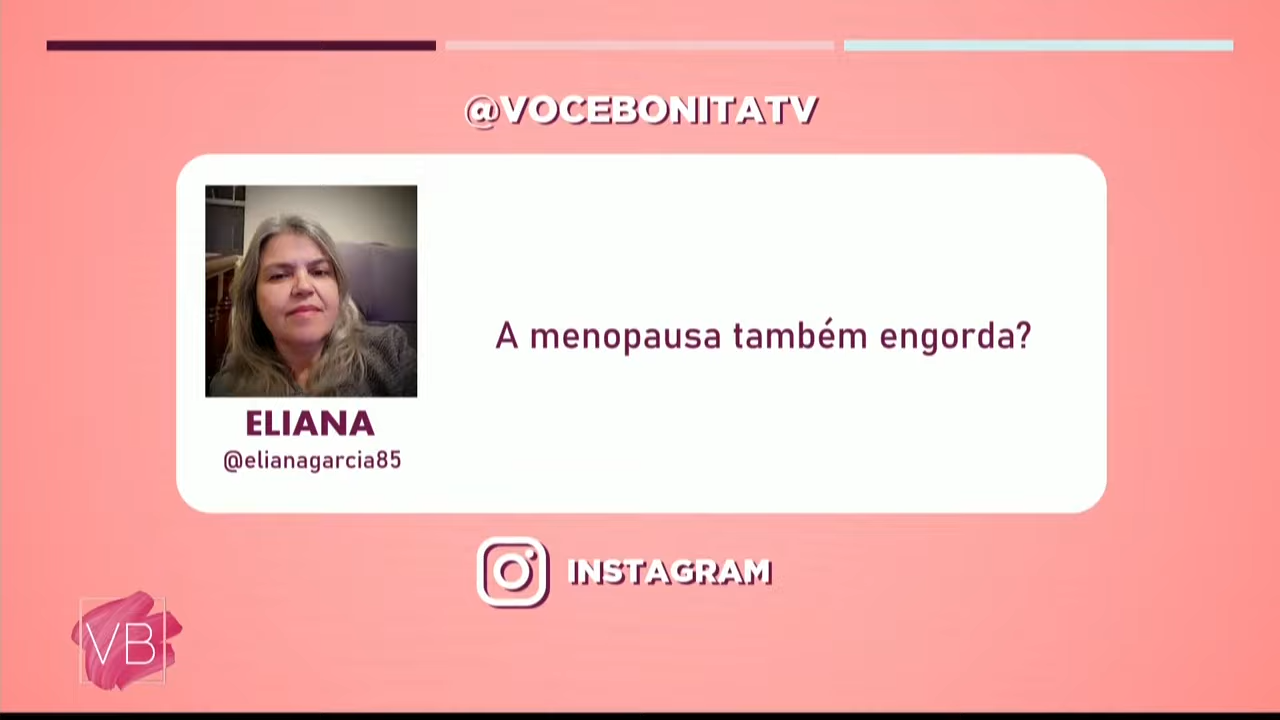 @VOCEBONITATV
A menopausa também engorda?
ELIANA
@elianagarcia85
INSTAGRAM
VB